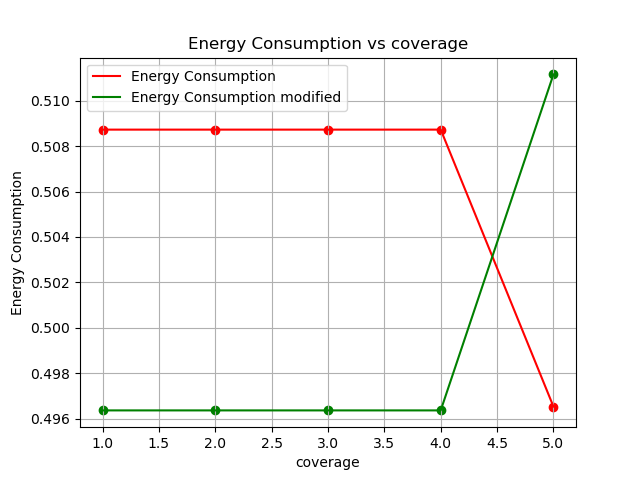 Energy Consumption vs coverage
Energy Consumption
Energy Consumption modified
0.510
0.508
0.506
0.504
0.502
0.500
0.498
0.496
Energy Consumption
1.0 1.5 2.0 2.5 3.0 3.5 4.0 4.5 5.0
coverage